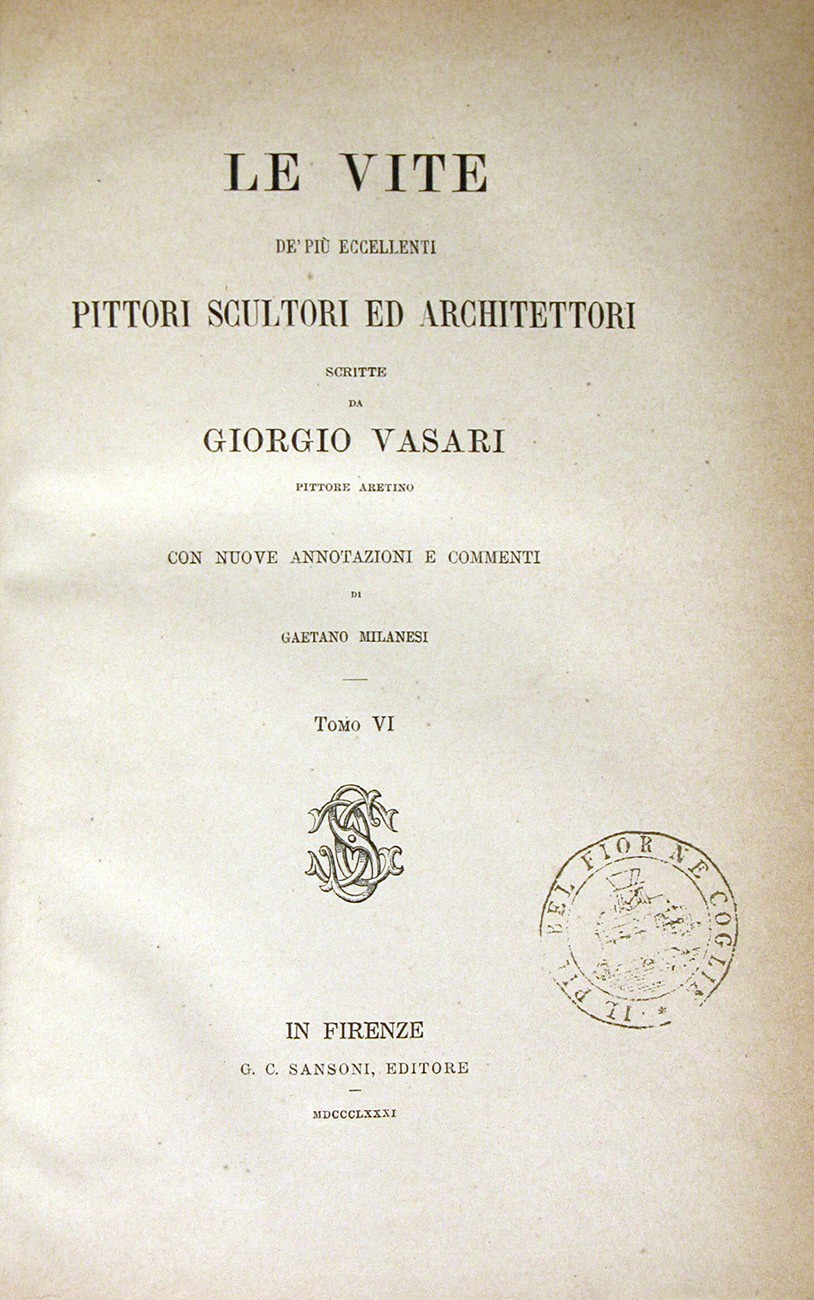 LE VITE
DE' PIÙ ECCELLENTI
PITTORI SCULTORI ED ARCHITETTORI
SCRITTE
DA
GIORGIO VASARI
PITTORE ARETINO
CON NUOVE ANNOTAZIONI E COMMENTI
DI
GAETANO MILANESI
TOMO VI
IN FIRENZE
G. C. SANSONI, EDITORE
MDCCCLXXXI
IL PIÙ BEL FIOR NE COGLIE